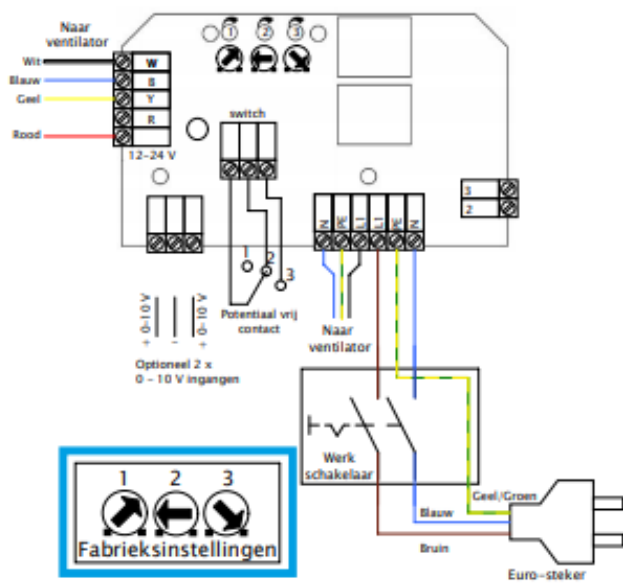 Naar
ventilator
Wit
Blauw
Geel
Rood
W
B
Y
R
12-24 V
1 2 3
switch
3
2
N PE L1 L1 PE N
1
2
3
Potentiaal vrij
contact
+ 0-10 V
-
+ 0-10 V
Optioneel 2 x
0 - 10 V ingangen
Naar
ventilator
Werk
schakelaar
Geel/Groen
Blauw
Bruin
Euro-steker
1 2 3
Fabrieksinstellingen